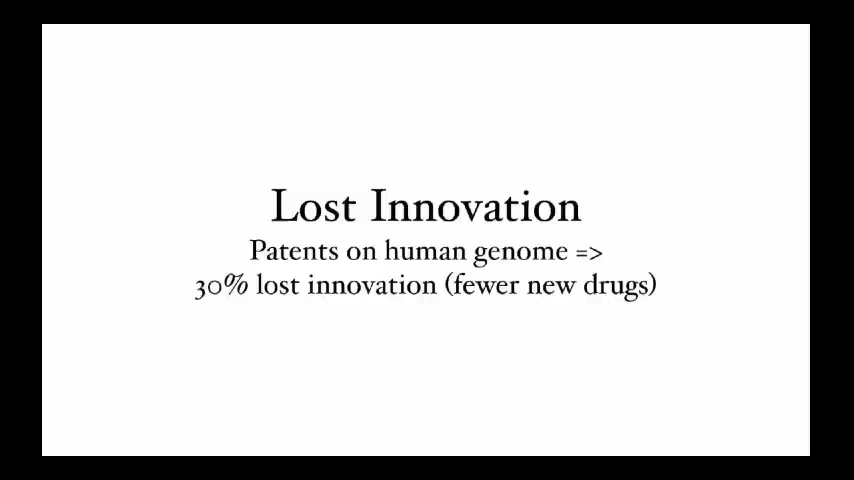 Lost Innovation
Patents on human genome =>
30% lost innovation (fewer new drugs)